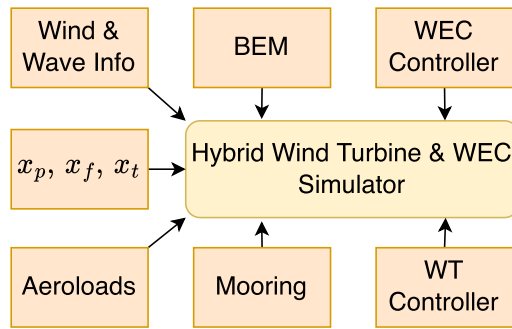 Wind &
Wave Info
BEM
WEC
Controller
x_p, x_f, x_t
Hybrid Wind Turbine & WEC
Simulator
Aeroloads
Mooring
WT
Controller